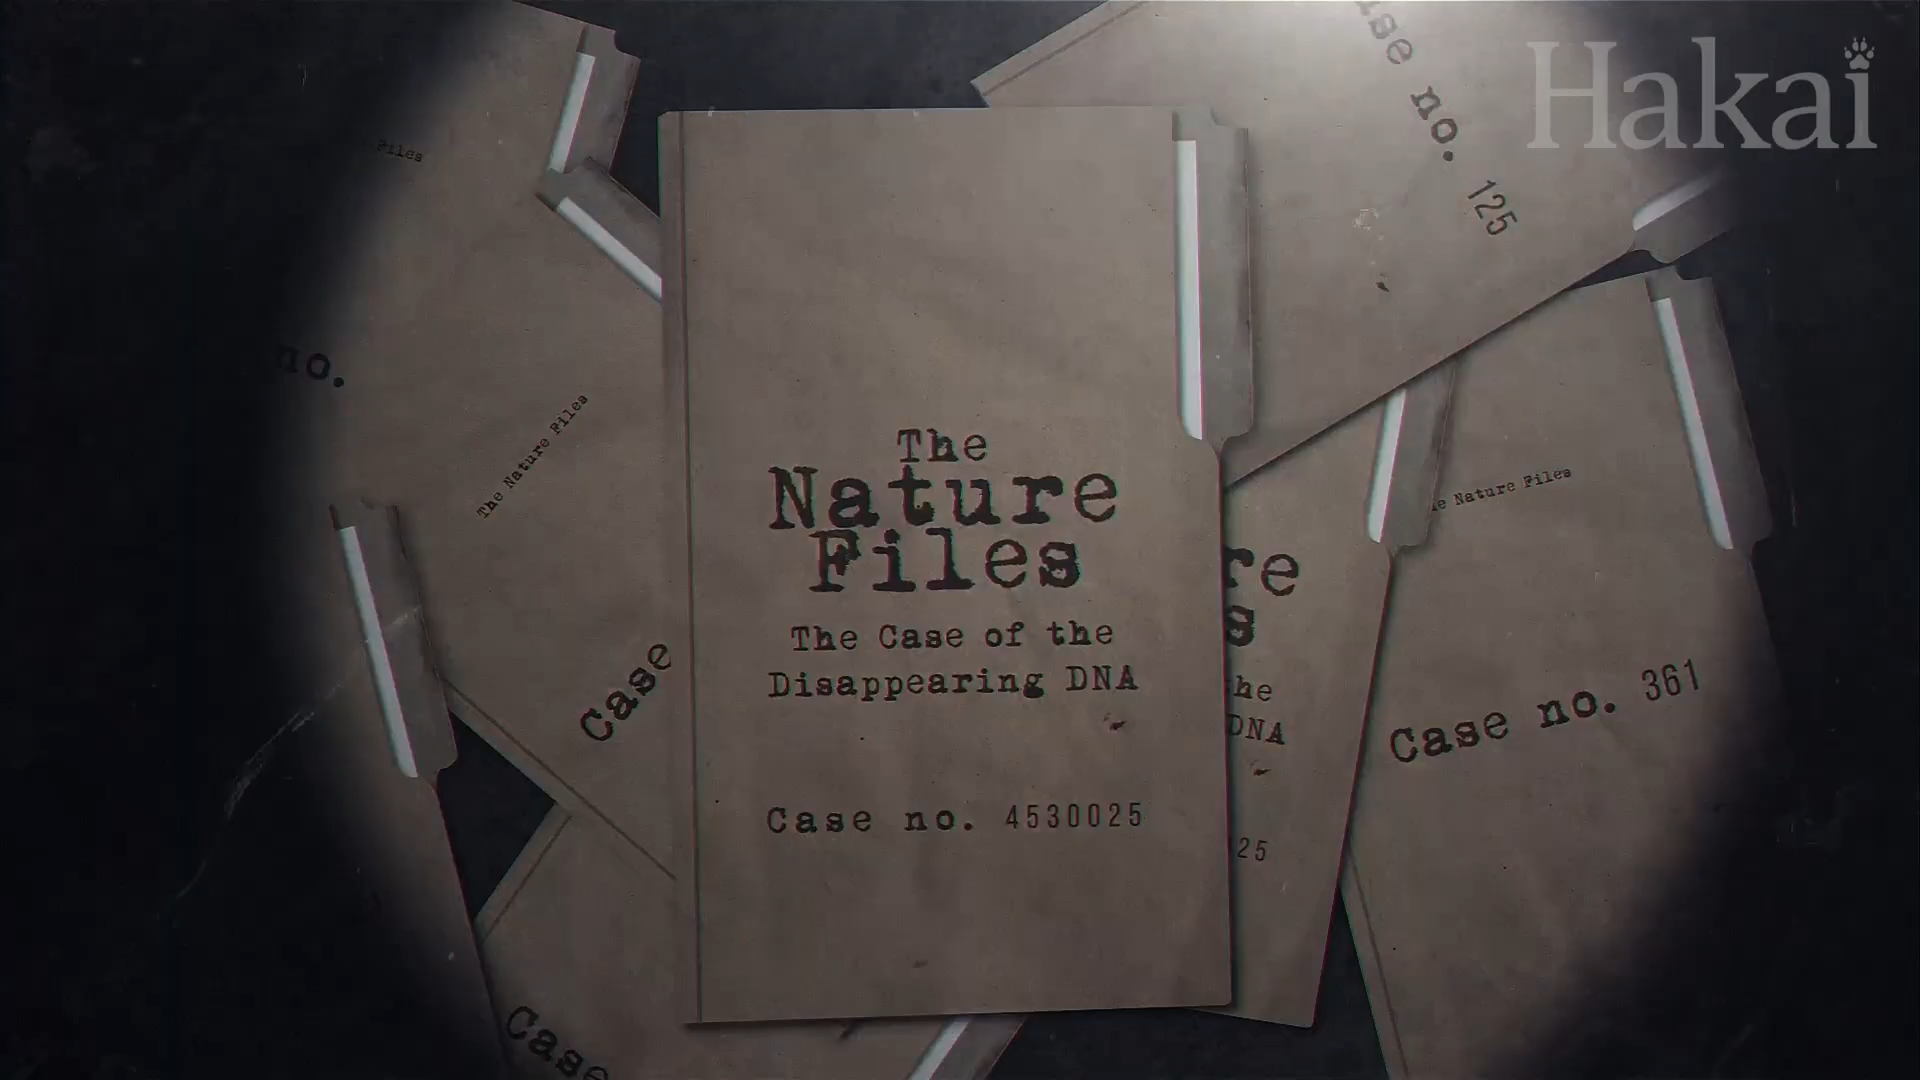 Hakai
The
Nature
Files
The Case of the
Disappearing DNA
Case no. 4530025
Files
no.
The Nature Files
Case
Case
no. 125
Nature Files
Case no. 361
re
s
he
DNA
25